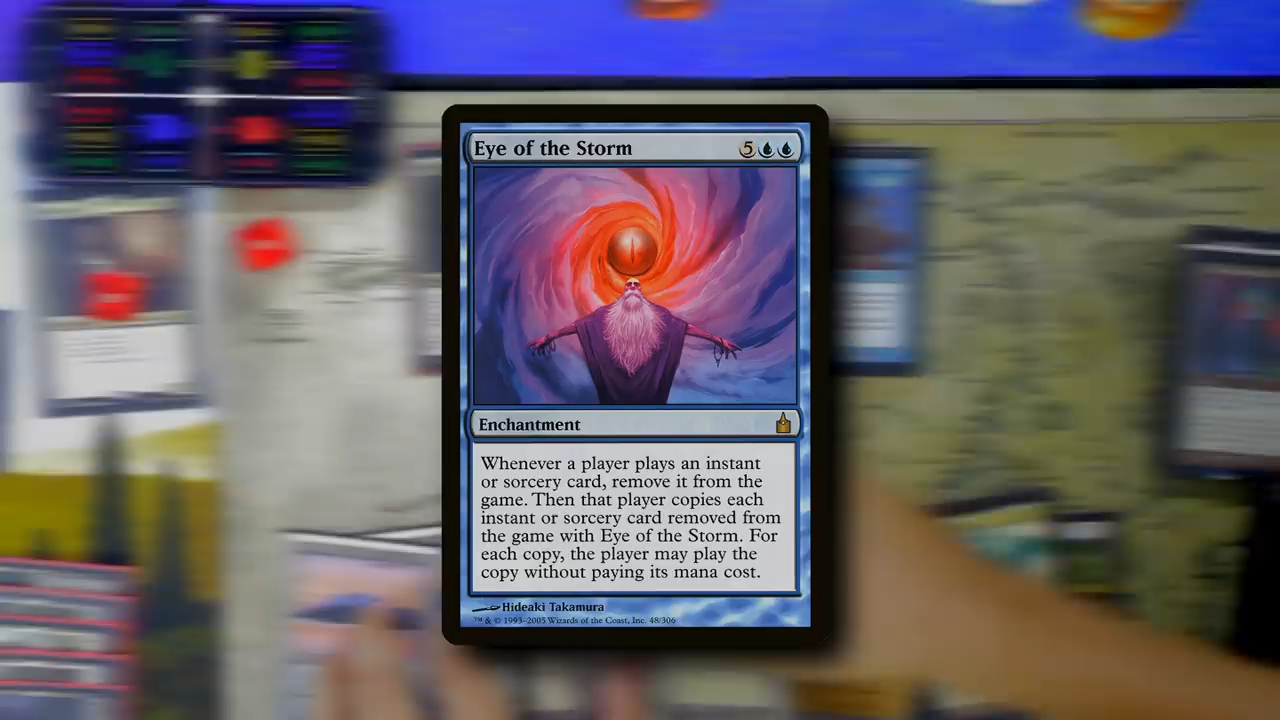 Eye of the Storm 5
Enchantment
Whenever a player plays an instant
or sorcery card, remove it from the
game. Then that player copies each
instant or sorcery card removed from
the game with Eye of the Storm. For
each copy, the player may play the
copy without paying its mana cost.
Hideaki Takamura
™ & © 1993-2005 Wizards of the Coast, Inc. 48/306